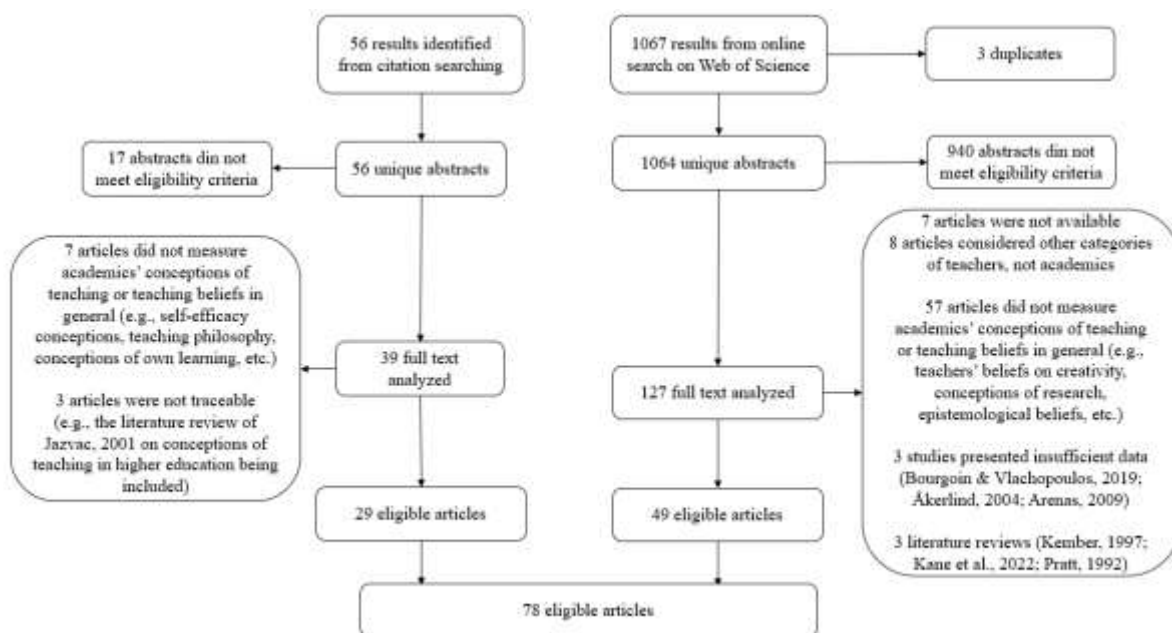 56 results identified
from citation searching
1067 results from online
search on Web of Science
3 duplicates
17 abstracts din not
meet eligibility criteria
56 unique abstracts
1064 unique abstracts
940 abstracts din not
meet eligibility criteria
7 articles did not measure
academics’ conceptions of
teaching or teaching beliefs in
general (e.g., self-efficacy
conceptions, teaching philosophy,
conceptions of own learning, etc.)
3 articles were not traceable
(e.g., the literature review of
Jazvac, 2001 on conceptions of
teaching in higher education being
included)
39 full text
analyzed
127 full text analyzed
7 articles were not available
8 articles considered other categories
of teachers, not academics
57 articles did not measure
academics’ conceptions of teaching
or teaching beliefs in general (e.g.,
teachers’ beliefs on creativity,
conceptions of research,
epistemological beliefs, etc.)
3 studies presented insufficient data
(Bourgoin & Vlachopoulos, 2019;
Åkerlind, 2004; Arenas, 2009)
3 literature reviews (Kember, 1997;
Kane et al., 2022; Pratt, 1992)
29 eligible articles
49 eligible articles
78 eligible articles